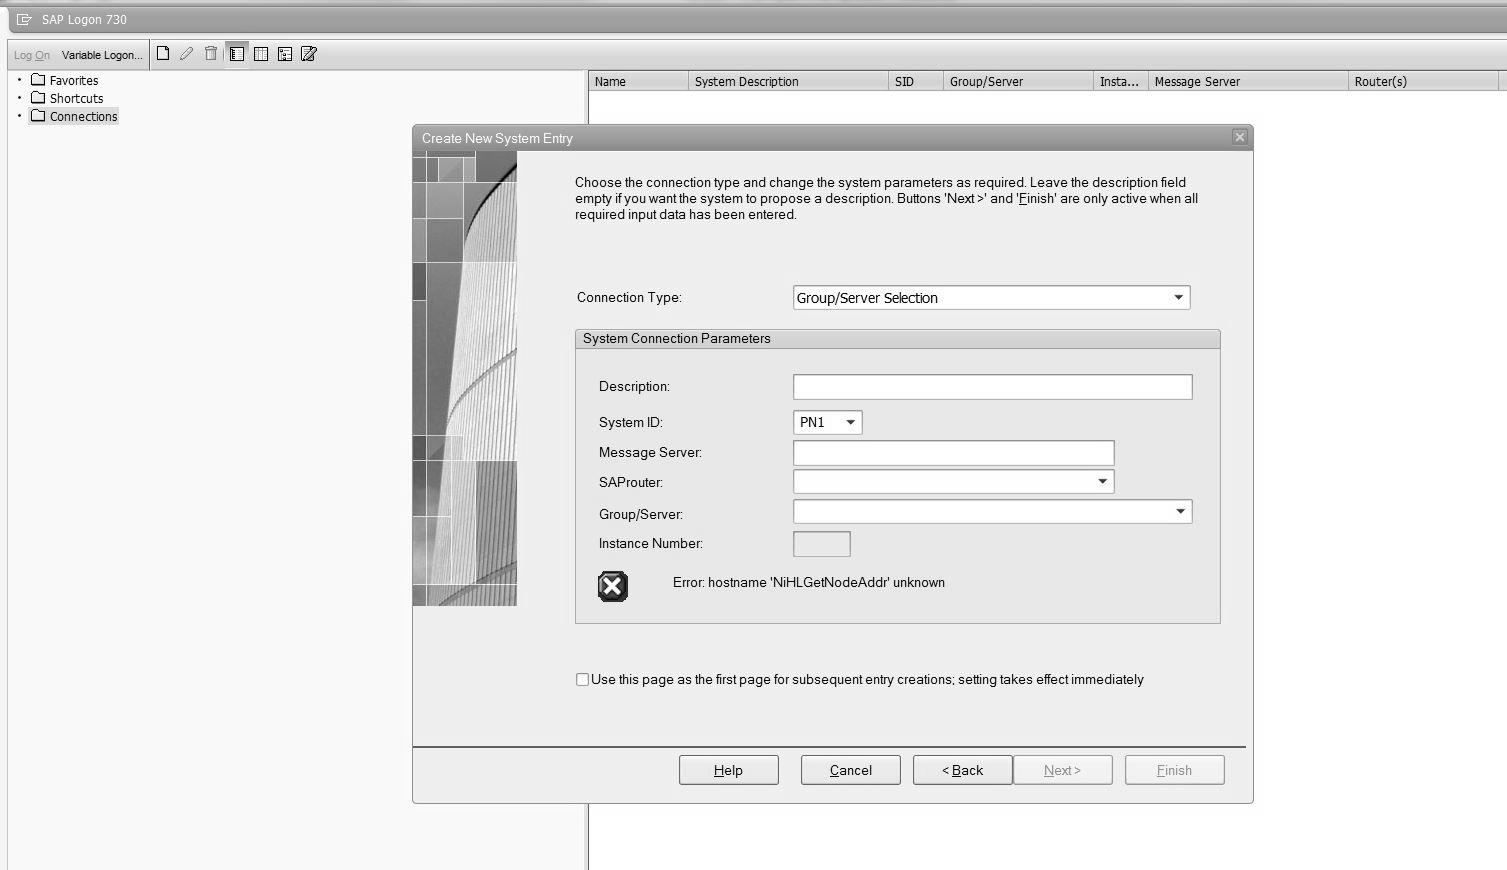 SAP Logon 730
Log On Variable Logon...
Favorites
Shortcuts
Connections
Name System Description SID Group/Server Insta... Message Server Router(s)
Create New System Entry
Choose the connection type and change the system parameters as required. Leave the description field
empty if you want the system to propose a description. Buttons 'Next >' and 'Finish' are only active when all
required input data has been entered.
Connection Type: Group/Server Selection
System Connection Parameters
Description:
System ID: PN1
Message Server:
SAProuter:
Group/Server:
Instance Number:
Error: hostname 'NiHLGetNodeAddr' unknown
Use this page as the first page for subsequent entry creations; setting takes effect immediately
Help Cancel < Back Next > Finish